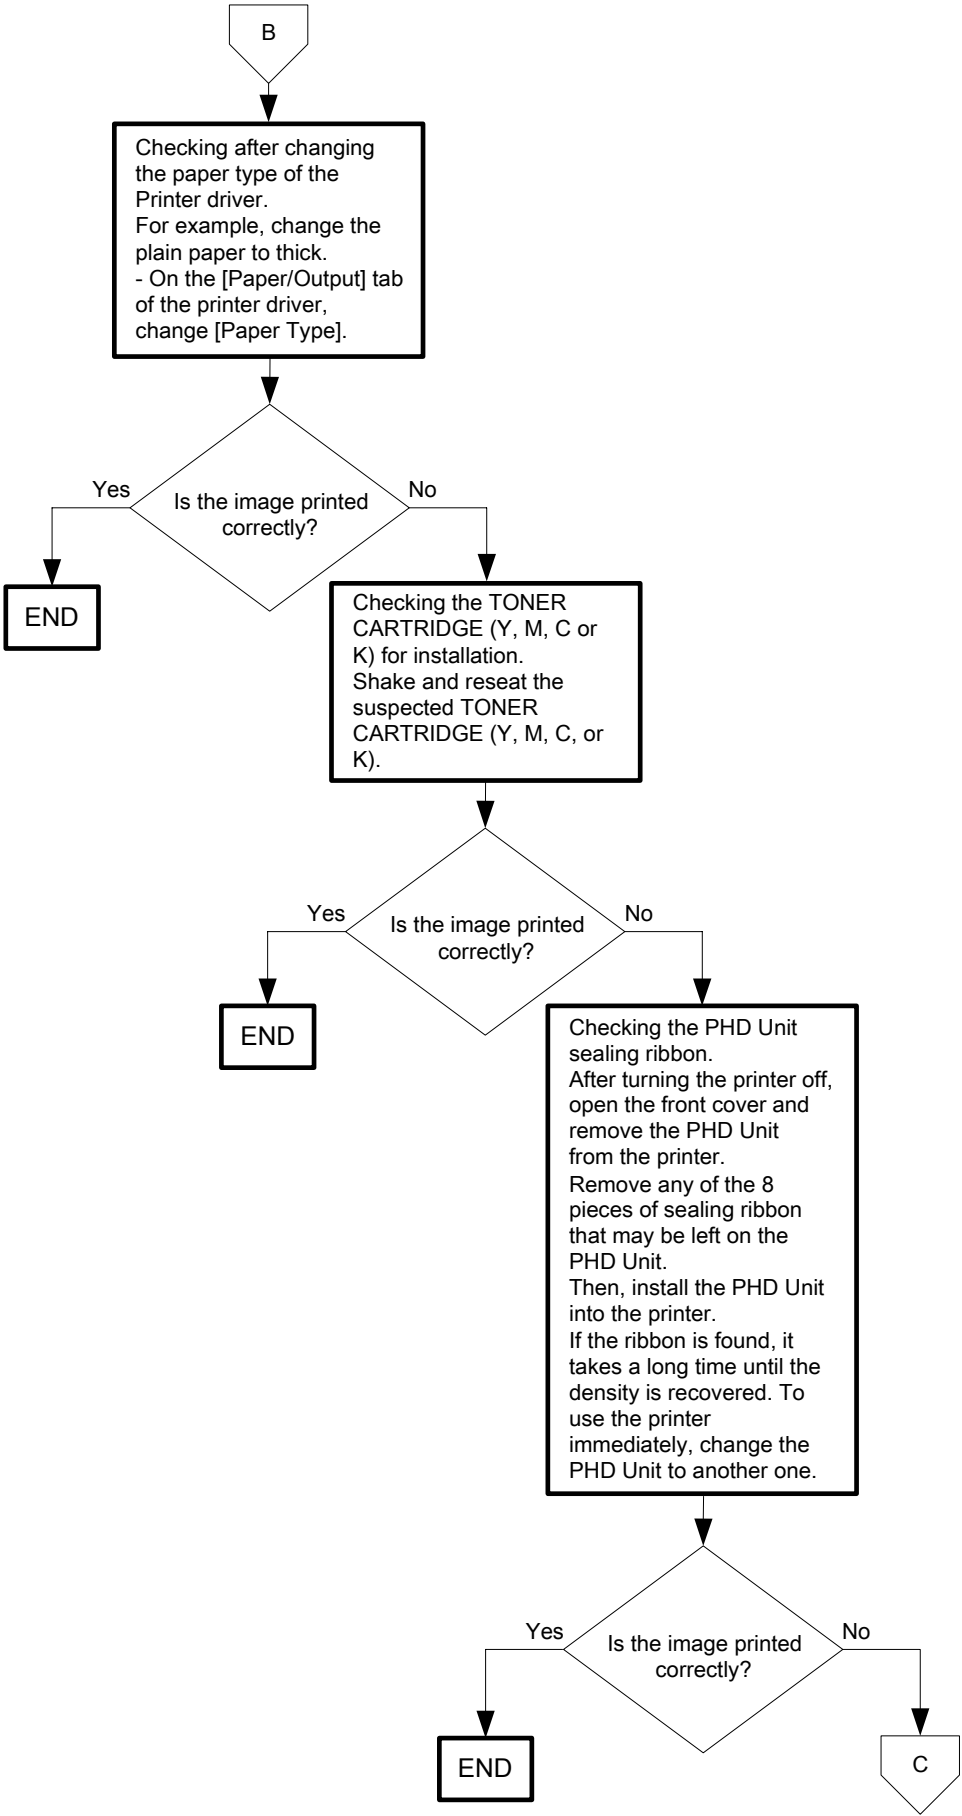 B
Checking after changing
the paper type of the
Printer driver.
For example, change the
plain paper to thick.
- On the [Paper/Output] tab
of the printer driver,
change [Paper Type].
Is the image printed
correctly?
Yes
No
END
Checking the TONER
CARTRIDGE (Y, M, C or
K) for installation.
Shake and reseat the
suspected TONER
CARTRIDGE (Y, M, C, or
K).
Is the image printed
correctly?
Yes
No
END
Checking the PHD Unit
sealing ribbon.
After turning the printer off,
open the front cover and
remove the PHD Unit
from the printer.
Remove any of the 8
pieces of sealing ribbon
that may be left on the
PHD Unit.
Then, install the PHD Unit
into the printer.
If the ribbon is found, it
takes a long time until the
density is recovered. To
use the printer
immediately, change the
PHD Unit to another one.
Is the image printed
correctly?
Yes
No
END
C